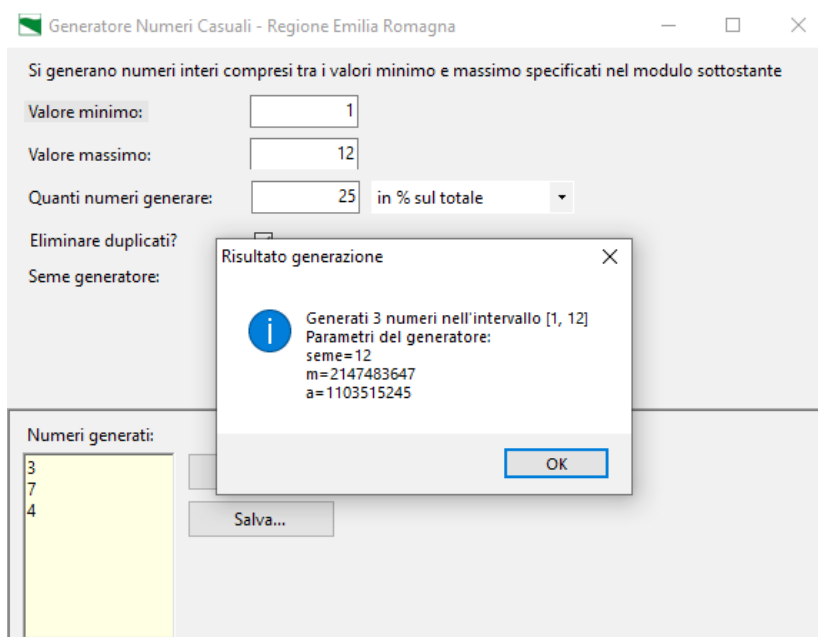 Generatore Numeri Casuali - Regione Emilia Romagna
Si generano numeri interi compresi tra i valori minimo e massimo specificati nel modulo sottostante
Valore minimo: 1
Valore massimo: 12
Quanti numeri generare: 25 in % sul totale
Eliminare duplicati?
Seme generatore:
Risultato generazione
Generati 3 numeri nell'intervallo [1, 12]
Parametri del generatore:
seme=12
m=2147483647
a=1103515245
OK
Numeri generati:
3
7
4
Salva...